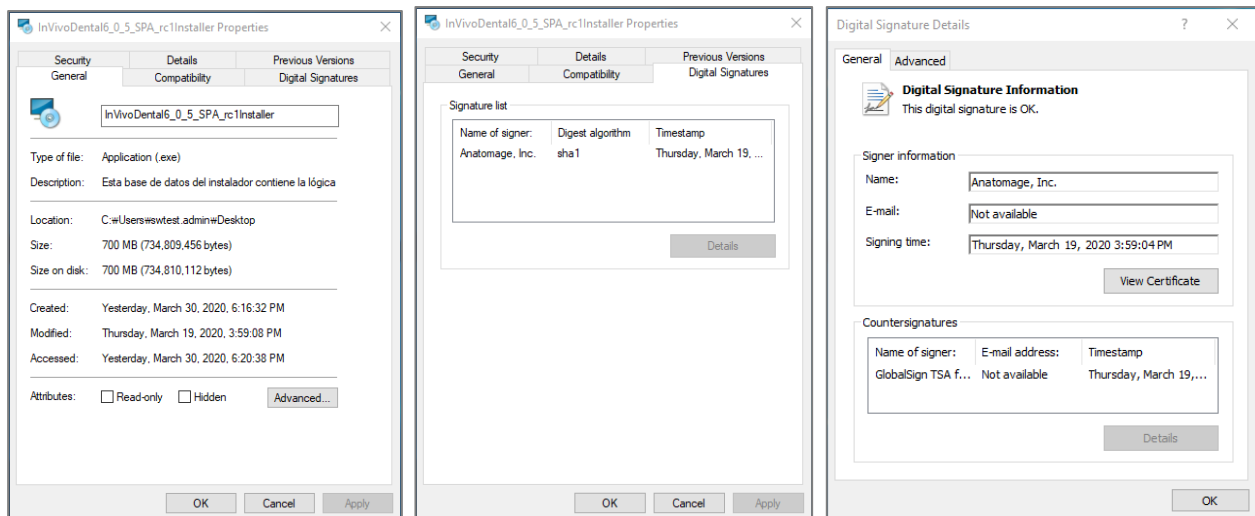 InVivoDental6_0_5_SPA_rc1Installer Properties
Security Details Previous Versions
General Compatibility Digital Signatures
InVivoDental6_0_5_SPA_rc1Installer
Type of file: Application (.exe)
Description: Esta base de datos del instalador contiene la lógica
Location: C:₩Users₩swtest.admin₩Desktop
Size: 700 MB (734,809,456 bytes)
Size on disk: 700 MB (734,810,112 bytes)
Created: Yesterday, March 30, 2020, 6:16:32 PM
Modified: Thursday, March 19, 2020, 3:59:08 PM
Accessed: Yesterday, March 30, 2020, 6:20:38 PM
Attributes: Read-only Hidden Advanced...
OK Cancel Apply
InVivoDental6_0_5_SPA_rc1Installer Properties
Security Details Previous Versions
General Compatibility Digital Signatures
Signature list
Name of signer: Digest algorithm Timestamp
Anatomage, Inc. sha1 Thursday, March 19, ...
Details
OK Cancel Apply
Digital Signature Details ?
General Advanced
Digital Signature Information
This digital signature is OK.
Signer information
Name: Anatomage, Inc.
E-mail: Not available
Signing time: Thursday, March 19, 2020 3:59:04 PM
View Certificate
Countersignatures
Name of signer: E-mail address: Timestamp
GlobalSign TSA f... Not available Thursday, March 19,...
Details
OK